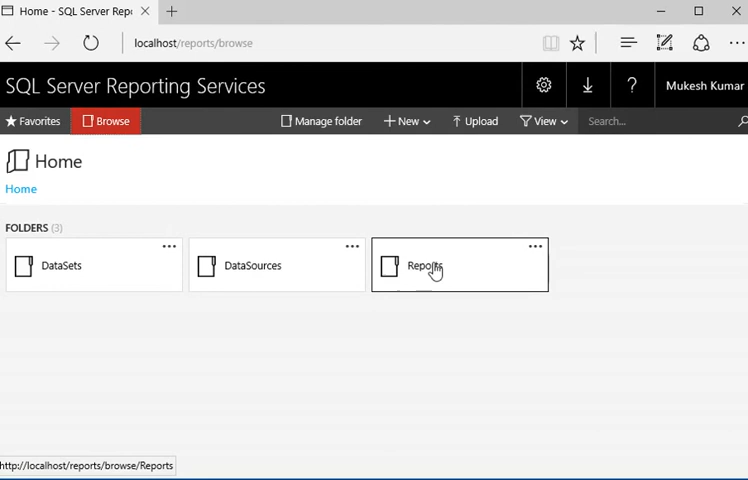 Home - SQL Server Repo
localhost/reports/browse
SQL Server Reporting Services
?
Mukesh Kumar
Favorites
Browse
Manage folder
New
Upload
View
Search...
Home
Home
FOLDERS (3)
DataSets
DataSources
Reports
http://localhost/reports/browse/Reports